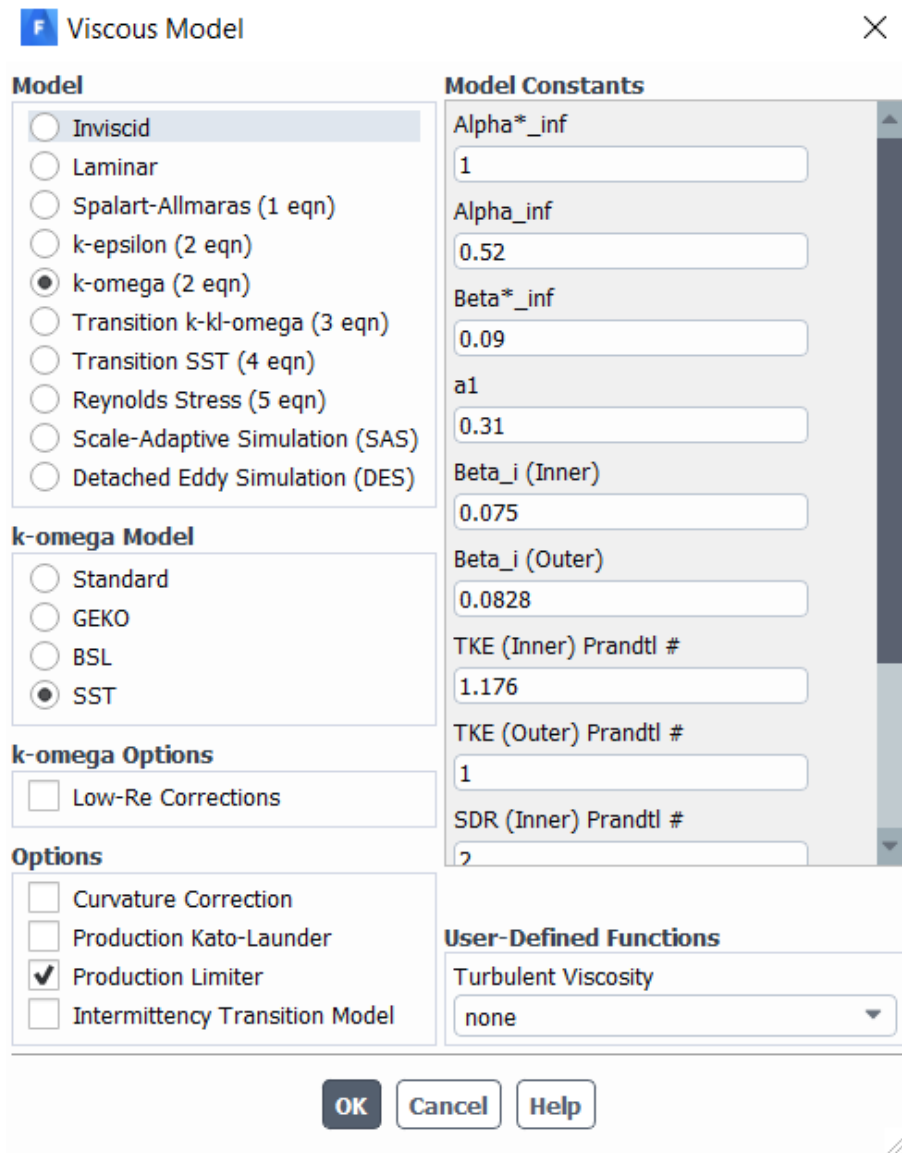 F Viscous Model
Model
Inviscid
Laminar
Spalart-Allmaras (1 eqn)
k-epsilon (2 eqn)
k-omega (2 eqn)
Transition k-kl-omega (3 eqn)
Transition SST (4 eqn)
Reynolds Stress (5 eqn)
Scale-Adaptive Simulation (SAS)
Detached Eddy Simulation (DES)
k-omega Model
Standard
GEKO
BSL
SST
k-omega Options
Low-Re Corrections
Options
Curvature Correction
Production Kato-Launder
Production Limiter
Intermittency Transition Model
Model Constants
Alpha*_inf
1
Alpha_inf
0.52
Beta*_inf
0.09
a1
0.31
Beta_i (Inner)
0.075
Beta_i (Outer)
0.0828
TKE (Inner) Prandtl #
1.176
TKE (Outer) Prandtl #
1
SDR (Inner) Prandtl #
2
User-Defined Functions
Turbulent Viscosity
none
OK Cancel Help